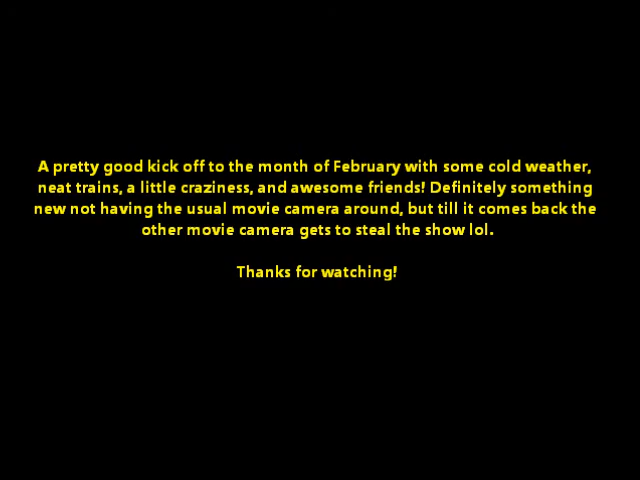 A pretty good kick off to the month of February with some cold weather,
neat trains, a little craziness, and awesome friends! Definitely something
new not having the usual movie camera around, but till it comes back the
other movie camera gets to steal the show lol.
Thanks for watching!